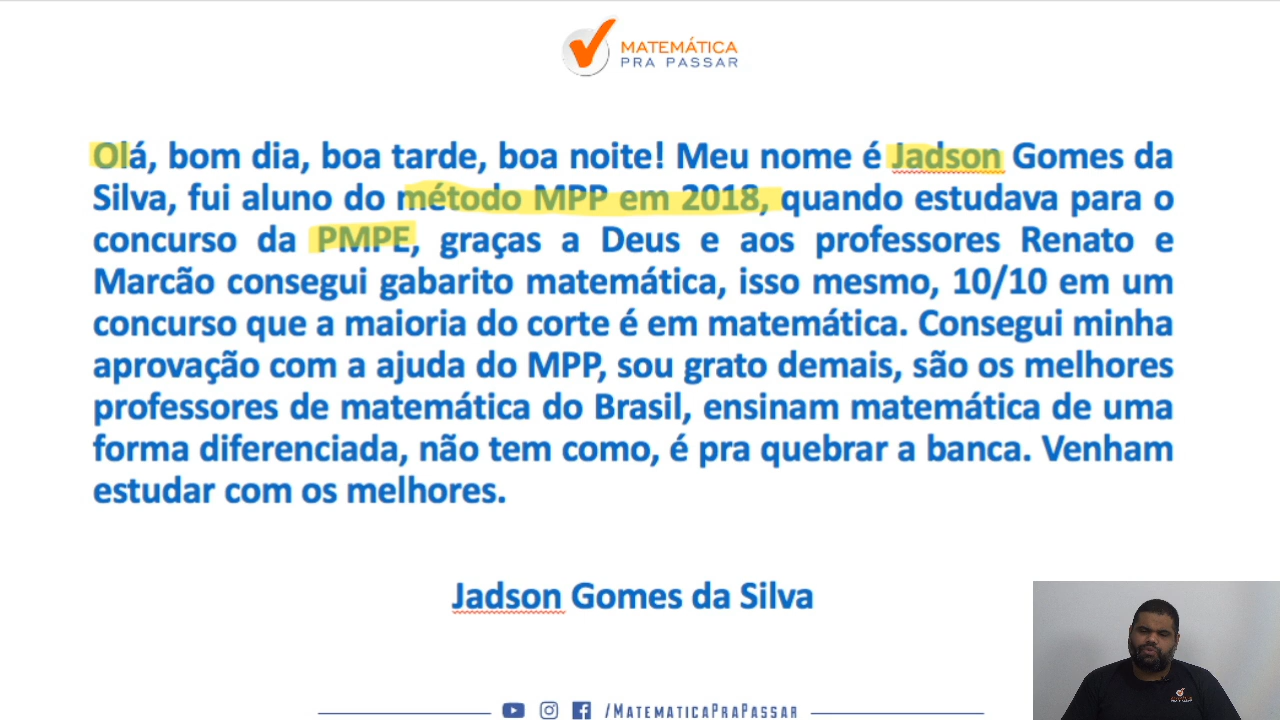 MATEMÁTICA
PRA PASSAR
Olá, bom dia, boa tarde, boa noite! Meu nome é Jadson Gomes da
Silva, fui aluno do método MPP em 2018, quando estudava para o
concurso da PMPE, graças a Deus e aos professores Renato e
Marcão consegui gabarito matemática, isso mesmo, 10/10 em um
concurso que a maioria do corte é em matemática. Consegui minha
aprovação com a ajuda do MPP, sou grato demais, são os melhores
professores de matemática do Brasil, ensinam matemática de uma
forma diferenciada, não tem como, é pra quebrar a banca. Venham
estudar com os melhores.
Jadson Gomes da Silva
/MATEMATICAPRAPASSAR